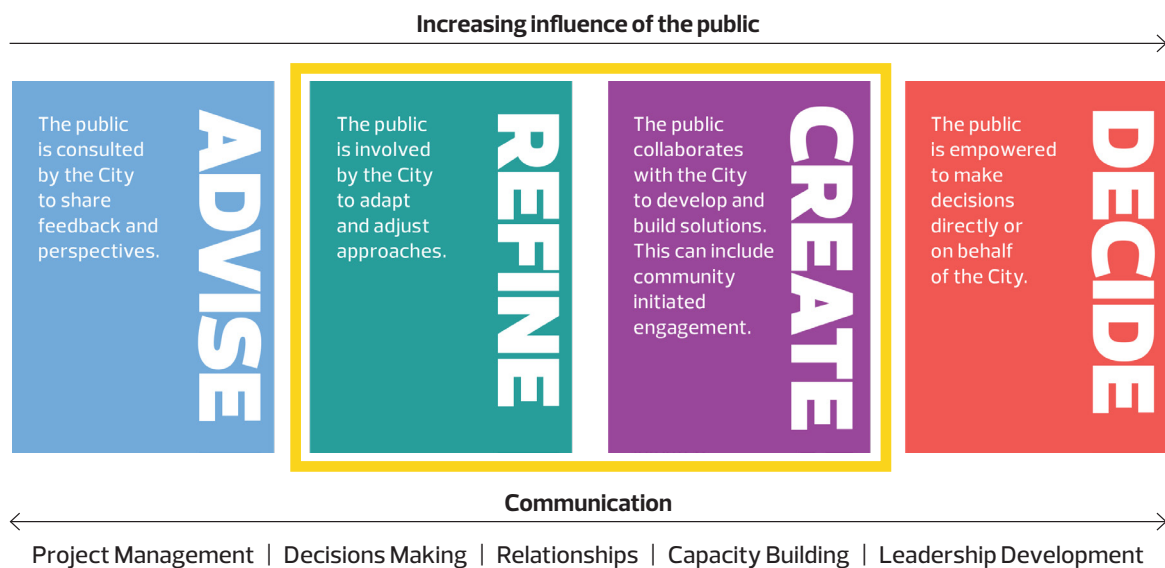 Increasing influence of the public
The public
is consulted
by the City
to share
feedback and
perspectives.
ADVISE
The public
is involved
by the City
to adapt
and adjust
approaches.
REFINE
The public
collaborates
with the City
to develop and
build solutions.
This can include
community
initiated
engagement.
CREATE
The public
is empowered
to make
decisions
directly or
on behalf
of the City.
DECIDE
Communication
Project Management | Decisions Making | Relationships | Capacity Building | Leadership Development